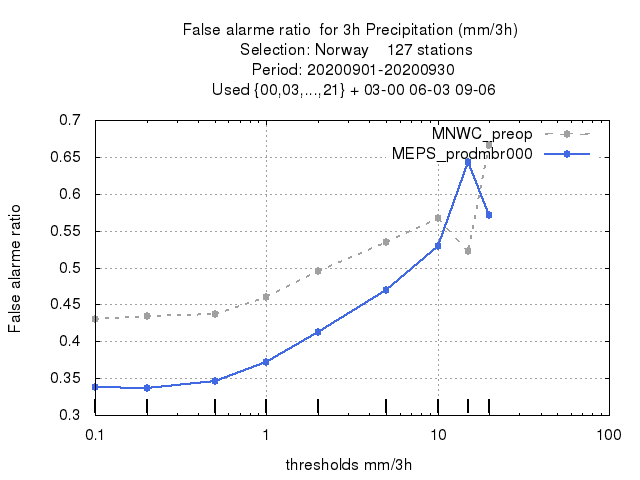 False alarme ratio  for 3h Precipitation (mm/3h)
Selection: Norway    127 stations
Period: 20200901-20200930
Used {00,03,...,21} + 03-00 06-03 09-06
0.7
0.65
0.6
0.55
0.5
0.45
0.4
0.35
0.3
False alarme ratio
MNWC_preop
MEPS_prodmbr000
0.1
1
10
100
thresholds mm/3h